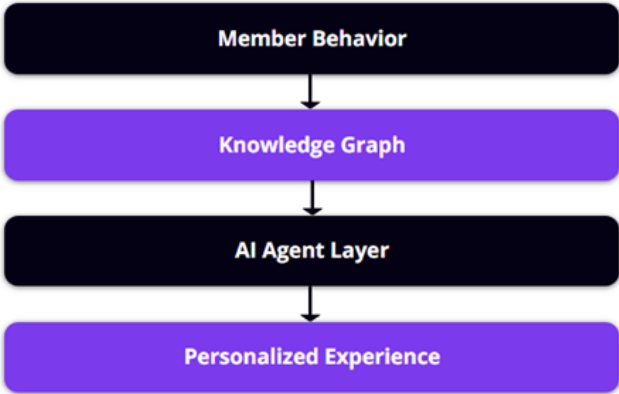 Member Behavior
Knowledge Graph
AI Agent Layer
Personalized Experience